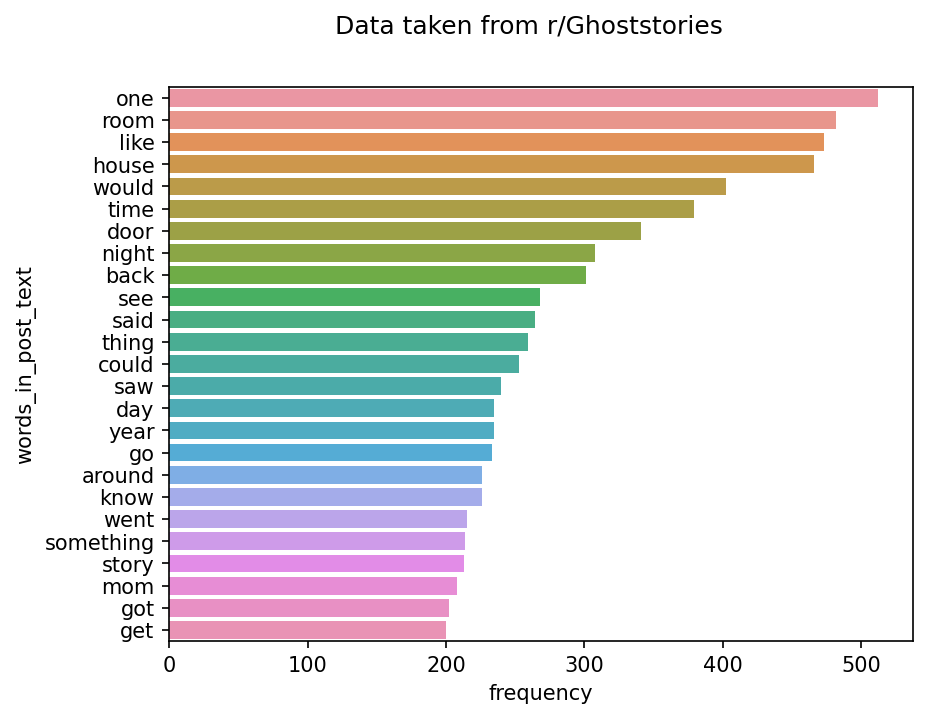 Data taken from r/Ghoststories
words_in_post_text
one
room
like
house
would
time
door
night
back
see
said
thing
could
saw
day
year
go
around
know
went
something
story
mom
got
get
0 100 200 300 400 500
frequency